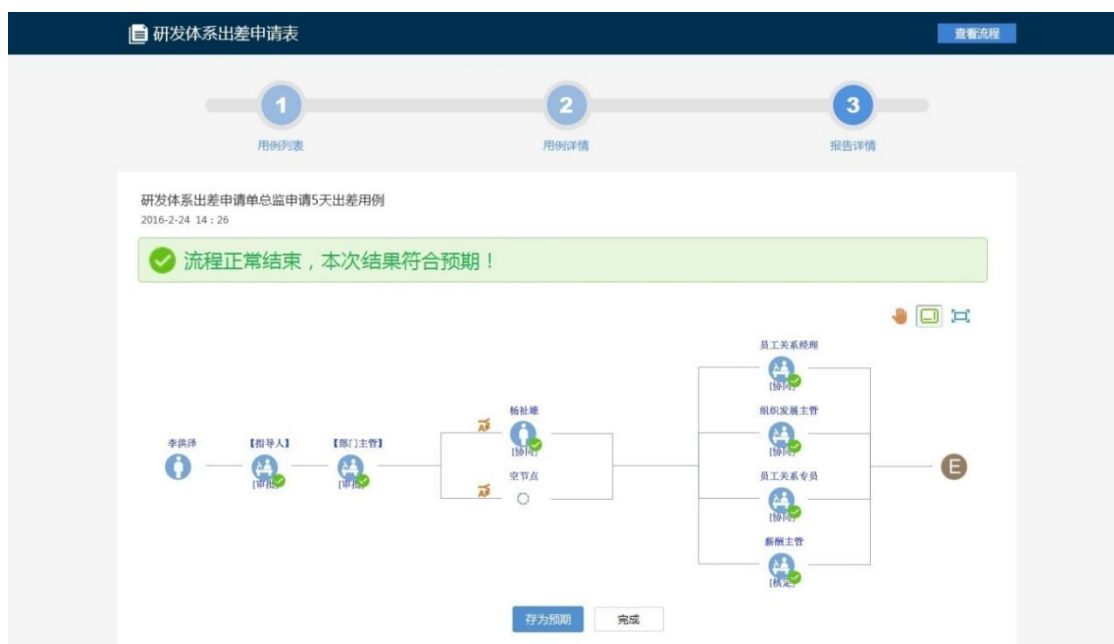 研发体系出差申请表
查看流程
1
2
3
用例列表
用例详情
报告详情
研发体系出差申请单总监申请5天出差用例
2016-2-24 14：26
流程正常结束，本次结果符合预期！
员工关系经理
[协同]
杨祉雄
组织发展主管
[协同]
[协同]
李洪泽
【指导人】
【部门主管】
[审批]
[审批]
空节点
员工关系专员
[协同]
E
薪酬主管
[核定]
存为预期
完成